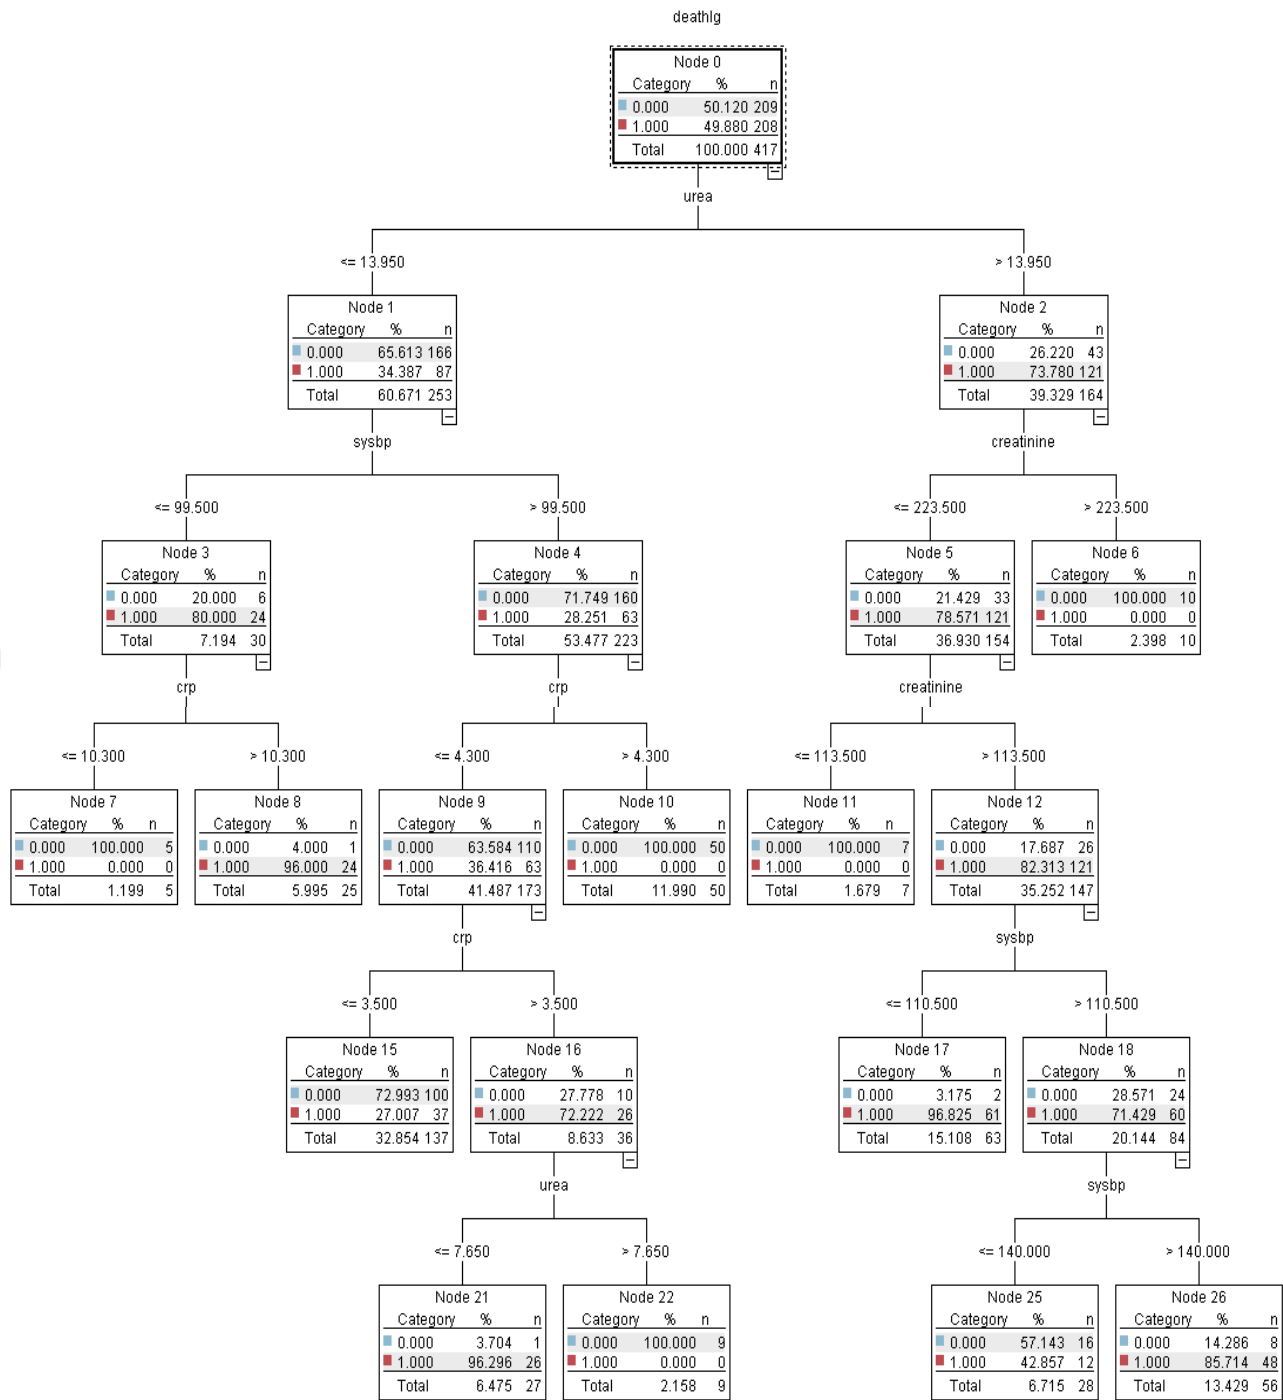 deathlg
Node 0
Category % n
0.000 50.120 209
1.000 49.880 208
Total 100.000 417
urea
<= 13.950
> 13.950
Node 1
Category % n
0.000 65.613 166
1.000 34.387 87
Total 60.671 253
Node 2
Category % n
0.000 26.220 43
1.000 73.780 121
Total 39.329 164
sysbp
creatinine
<= 99.500
> 99.500
<= 223.500
> 223.500
Node 3
Category % n
0.000 20.000 6
1.000 80.000 24
Total 7.194 30
Node 4
Category % n
0.000 71.749 160
1.000 28.251 63
Total 53.477 223
Node 5
Category % n
0.000 21.429 33
1.000 78.571 121
Total 36.930 154
Node 6
Category % n
0.000 100.000 10
1.000 0.000 0
Total 2.398 10
crp
crp
creatinine
<= 10.300
> 10.300
<= 4.300
> 4.300
<= 113.500
> 113.500
Node 7
Category % n
0.000 100.000 5
1.000 0.000 0
Total 1.199 5
Node 8
Category % n
0.000 4.000 1
1.000 96.000 24
Total 5.995 25
Node 9
Category % n
0.000 63.584 110
1.000 36.416 63
Total 41.487 173
Node 10
Category % n
0.000 100.000 50
1.000 0.000 0
Total 11.990 50
Node 11
Category % n
0.000 100.000 7
1.000 0.000 0
Total 1.679 7
Node 12
Category % n
0.000 17.687 26
1.000 82.313 121
Total 35.252 147
crp
sysbp
<= 3.500
> 3.500
<= 110.500
> 110.500
Node 15
Category % n
0.000 72.993 100
1.000 27.007 37
Total 32.854 137
Node 16
Category % n
0.000 27.778 10
1.000 72.222 26
Total 8.633 36
Node 17
Category % n
0.000 3.175 2
1.000 96.825 61
Total 15.108 63
Node 18
Category % n
0.000 28.571 24
1.000 71.429 60
Total 20.144 84
urea
sysbp
<= 7.650
> 7.650
<= 140.000
> 140.000
Node 21
Category % n
0.000 3.704 1
1.000 96.296 26
Total 6.475 27
Node 22
Category % n
0.000 100.000 9
1.000 0.000 0
Total 2.158 9
Node 25
Category % n
0.000 57.143 16
1.000 42.857 12
Total 6.715 28
Node 26
Category % n
0.000 14.286 8
1.000 85.714 48
Total 13.429 56